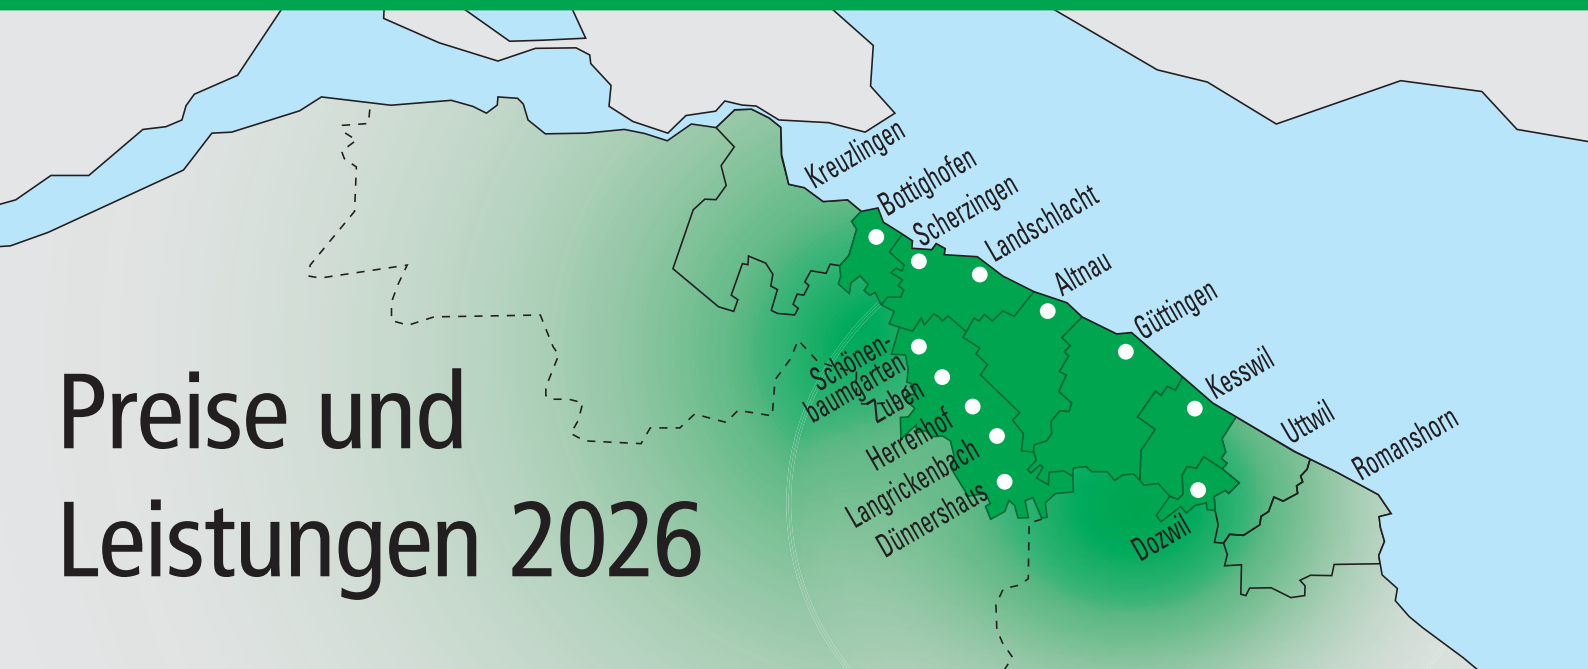 Kreuzlingen
Bottighofen
Scherzingen
Landschlacht
Altnau
Güttingen
Kesswil
Uttwil
Romanshorn
Schönen-
baumgarten
Zuben
Herrenhof
Langrickenbach
Dünnershaus
Dozwil
Preise und
Leistungen 2026